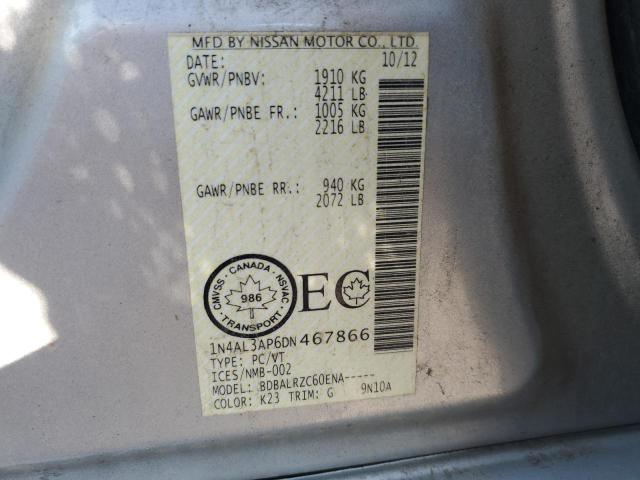 MFD BY NISSAN MOTOR CO., LTD.
DATE: 10/12
GVWR/PNBV: 1910 KG
4211 LB
GAWR/PNBE FR.: 1005 KG
2216 LB
GAWR/PNBE RR.: 940 KG
2072 LB
CANADA
CMVSS · NSVAC
986
TRANSPORT
EC
1N4AL3AP6DN467866
TYPE: PC/VT
ICES/NMB-002
MODEL: BDBALRZC60ENA-----
COLOR: K23 TRIM: G 9N10A